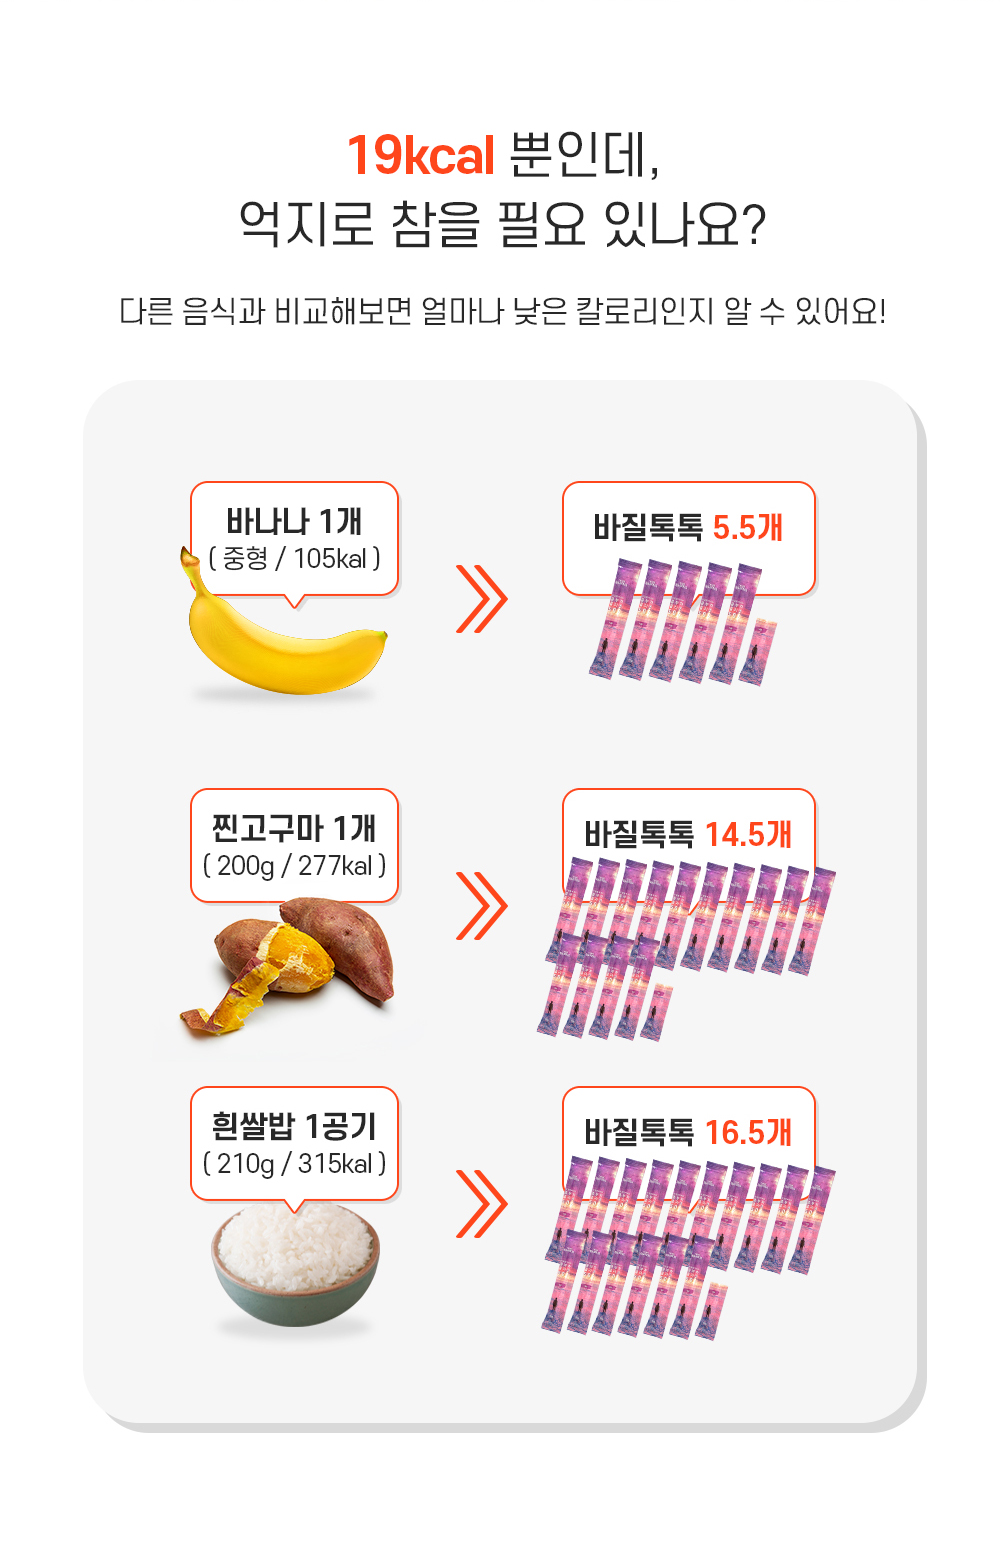 19kcal 뿐인데,
억지로 참을 필요 있나요?
다른 음식과 비교해보면 얼마나 낮은 칼로리인지 알 수 있어요!
바나나 1개
( 중형 / 105kal )
바질톡톡 5.5개
찐고구마 1개
( 200g / 277kal )
바질톡톡 14.5개
흰쌀밥 1공기
( 210g / 315kal )
바질톡톡 16.5개